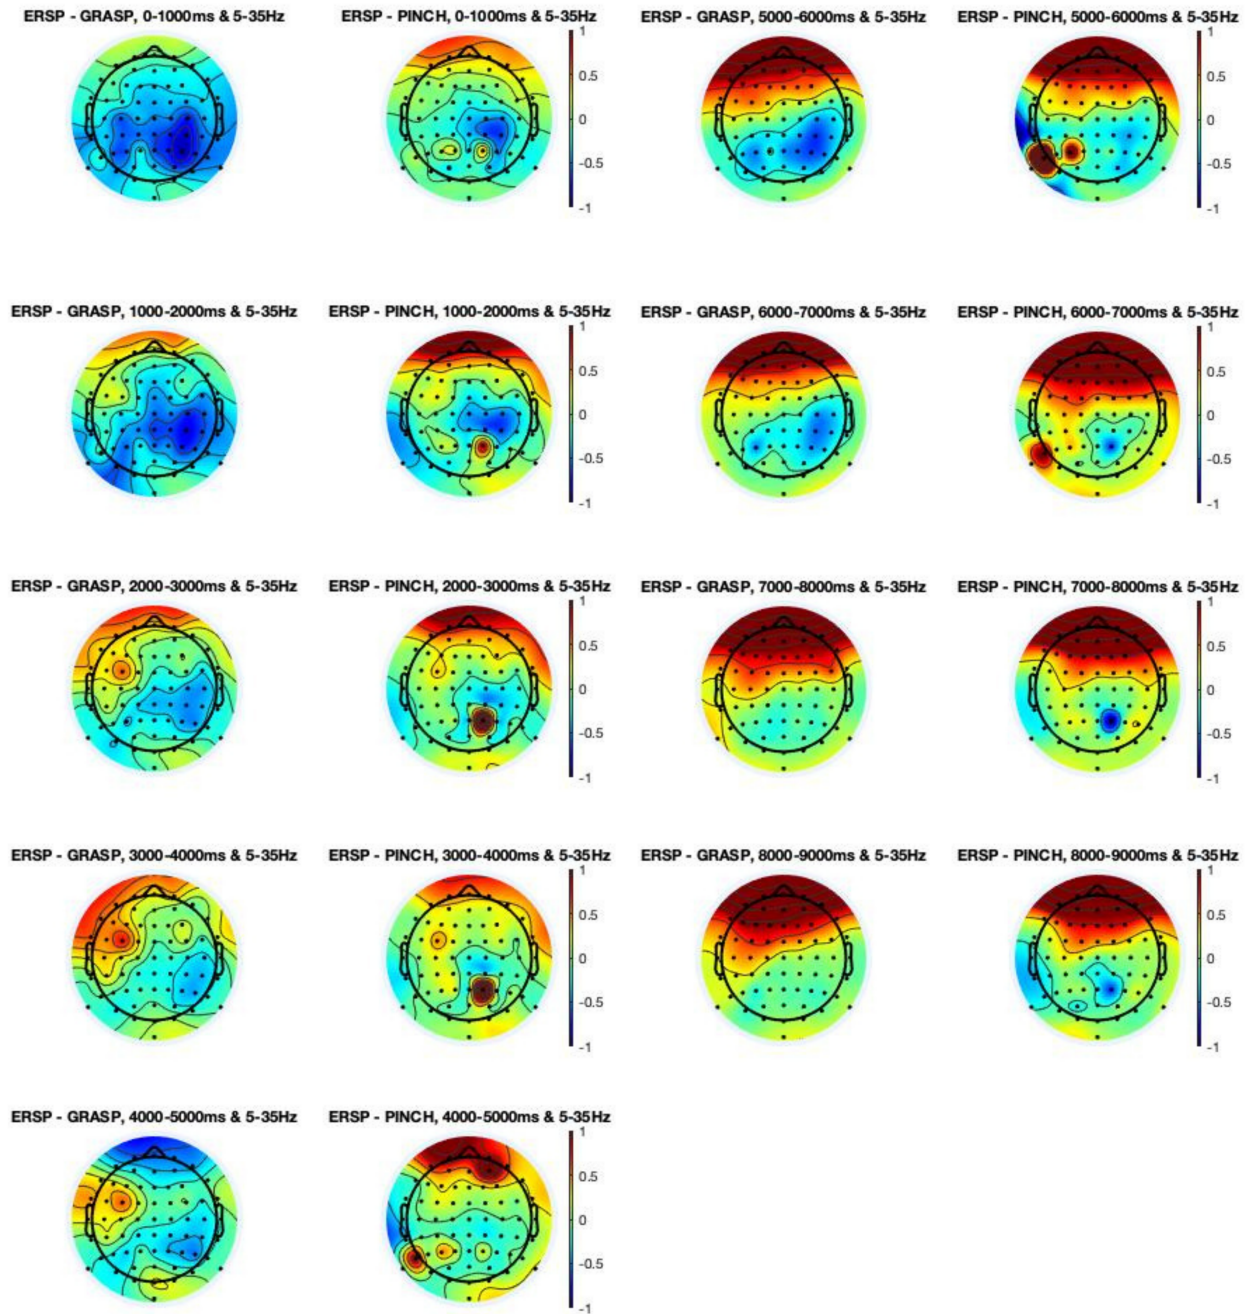 ERSP - GRASP, 0-1000ms & 5-35Hz
ERSP - PINCH, 0-1000ms & 5-35Hz
1
0.5
0
-0.5
-1
ERSP - GRASP, 5000-6000ms & 5-35Hz
ERSP - PINCH, 5000-6000ms & 5-35Hz
1
0.5
0
-0.5
-1
ERSP - GRASP, 1000-2000ms & 5-35Hz
ERSP - PINCH, 1000-2000ms & 5-35Hz
1
0.5
0
-0.5
-1
ERSP - GRASP, 6000-7000ms & 5-35Hz
ERSP - PINCH, 6000-7000ms & 5-35Hz
1
0.5
0
-0.5
-1
ERSP - GRASP, 2000-3000ms & 5-35Hz
ERSP - PINCH, 2000-3000ms & 5-35Hz
1
0.5
0
-0.5
-1
ERSP - GRASP, 7000-8000ms & 5-35Hz
ERSP - PINCH, 7000-8000ms & 5-35Hz
1
0.5
0
-0.5
-1
ERSP - GRASP, 3000-4000ms & 5-35Hz
ERSP - PINCH, 3000-4000ms & 5-35Hz
1
0.5
0
-0.5
-1
ERSP - GRASP, 8000-9000ms & 5-35Hz
ERSP - PINCH, 8000-9000ms & 5-35Hz
1
0.5
0
-0.5
-1
ERSP - GRASP, 4000-5000ms & 5-35Hz
ERSP - PINCH, 4000-5000ms & 5-35Hz
1
0.5
0
-0.5
-1